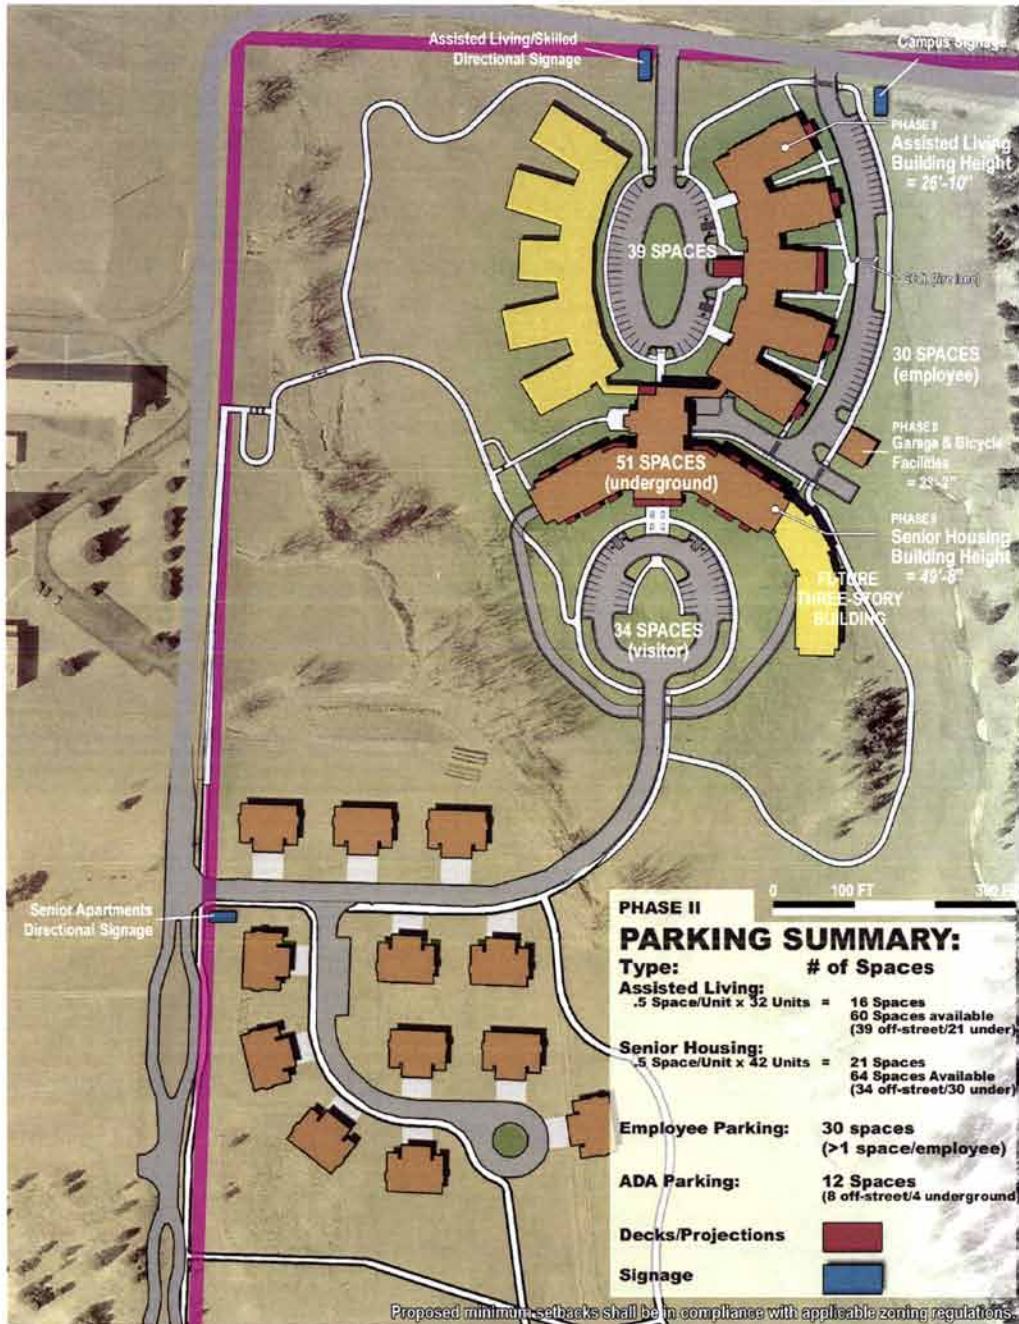 Assisted Living/Skilled
Directional Signage
Campus Signage
PHASE II
Assisted Living
Building Height
= 26'-10"
39 SPACES
30 SPACES
(employee)
PHASE II
Garage & Bicycle
Facilities
51 SPACES
(underground)
PHASE II
Senior Housing
Building Height
= 49'-8"
FUTURE
THREE-STORY
BUILDING
34 SPACES
(visitor)
Senior Apartments
Directional Signage
0 100 FT
PHASE II
PARKING SUMMARY:
Type: # of Spaces
Assisted Living:
.5 Space/Unit x 32 Units = 16 Spaces
60 Spaces available
(39 off-street/21 under)
Senior Housing:
.5 Space/Unit x 42 Units = 21 Spaces
64 Spaces Available
(34 off-street/30 under)
Employee Parking: 30 spaces
(>1 space/employee)
ADA Parking: 12 Spaces
(8 off-street/4 underground)
Decks/Projections
Signage
Proposed minimum setbacks shall be in compliance with applicable zoning regulations.